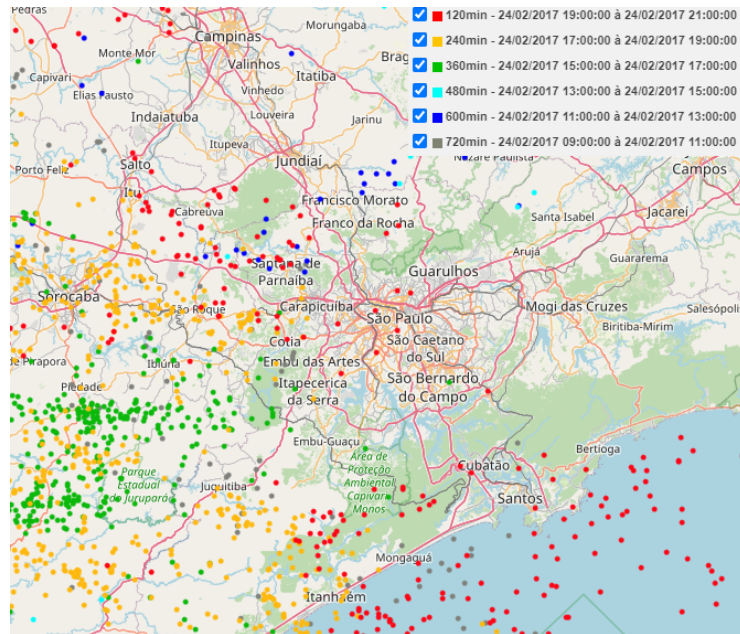 Pedras
Morungaba
120min - 24/02/2017 19:00:00 à 24/02/2017 21:00:00
Campinas
240min - 24/02/2017 17:00:00 à 24/02/2017 19:00:00
Monte Mor
Valinhos
Brag
360min - 24/02/2017 15:00:00 à 24/02/2017 17:00:00
Capivari
Itatiba
Elias Fausto
Vinhedo
480min - 24/02/2017 13:00:00 à 24/02/2017 15:00:00
Indaiatuba
Louveira
Jarinu
600min - 24/02/2017 11:00:00 à 24/02/2017 13:00:00
Itupeva
720min - 24/02/2017 09:00:00 à 24/02/2017 11:00:00
Jundiaí
Nazaré Paulista
Porto Feliz
Salto
Campos
Itu
Cabreúva
Francisco Morato
Franco da Rocha
Santa Isabel
Jacareí
Santana de
Parnaíba
Guarulhos
Arujá
Guararema
Sorocaba
São Roque
Carapicuíba
São Paulo
Mogi das Cruzes
Salesópoli
Biritiba-Mirim
Cotia
São Caetano
do Sul
de Pirapora
Ibiúna
Embu das Artes
Piedade
Itapecerica
da Serra
São Bernardo
do Campo
Embu-Guaçu
Bertioga
Área de
Proteção
Ambiental
Capivari
Monos
Cubatão
Parque
Estadual
do Jurupará
Juquitiba
Santos
Mongaguá
Itanhaém